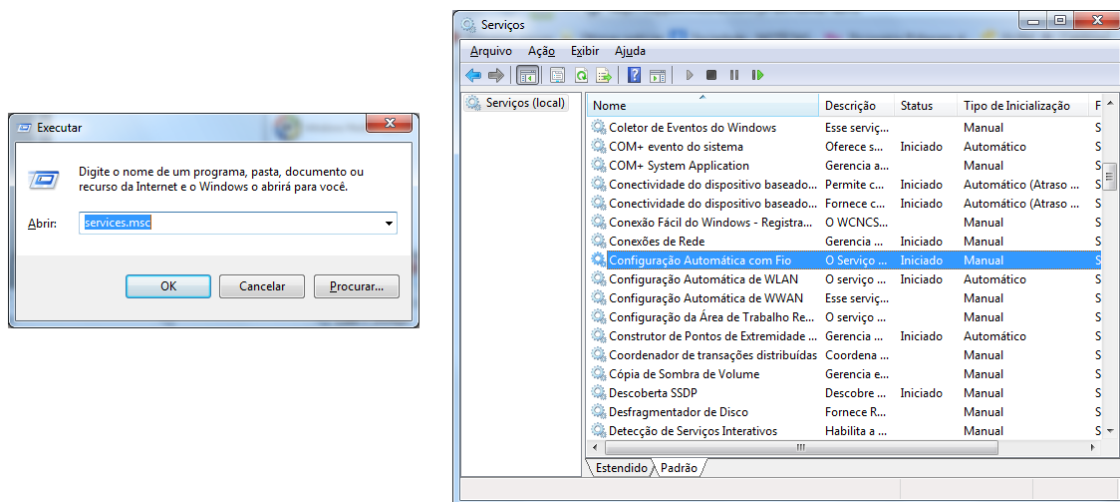 Executar
Digite o nome de um programa, pasta, documento ou
recurso da Internet e o Windows o abrirá para você.
Abrir: services.msc
OK Cancelar Procurar...
Serviços
Arquivo Ação Exibir Ajuda
Serviços (local)
Nome Descrição Status Tipo de Inicialização F
Coletor de Eventos do Windows Esse serviç... Manual S
COM+ evento do sistema Oferece s... Iniciado Automático S
COM+ System Application Gerencia a... Manual S
Conectividade do dispositivo baseado... Permite c... Iniciado Automático (Atraso ... S
Conectividade do dispositivo baseado... Fornece c... Iniciado Automático (Atraso ... S
Conexão Fácil do Windows - Registra... O WCNCS... Manual S
Conexões de Rede Gerencia ... Iniciado Manual S
Configuração Automática com Fio O Serviço ... Iniciado Manual S
Configuração Automática de WLAN O serviço ... Iniciado Automático S
Configuração Automática de WWAN Esse serviç... Manual S
Configuração da Área de Trabalho Re... O serviço ... Manual S
Construtor de Pontos de Extremidade ... Gerencia ... Iniciado Automático S
Coordenador de transações distribuídas Coordena ... Manual S
Cópia de Sombra de Volume Gerencia e... Manual S
Descoberta SSDP Descobre ... Iniciado Manual S
Desfragmentador de Disco Fornece R... Manual S
Detecção de Serviços Interativos Habilita a ... Manual S
Estendido Padrão